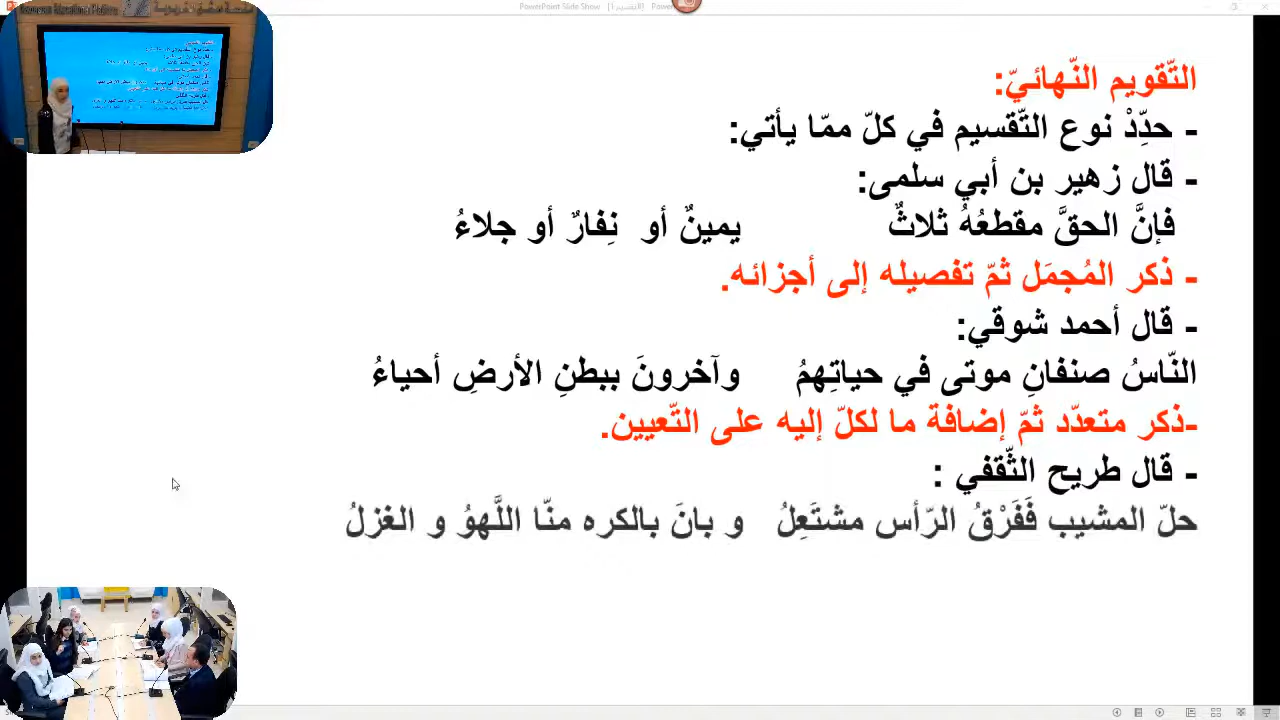 PowerPoint Slide Show
التّقويم النّهائيّ:
- حدِّدْ نوع التّقسيم في كلّ ممّا يأتي:
- قال زهير بن أبي سلمى:
فإنَّ الحقَّ مقطعُهُ ثلاثٌ يمينٌ أو نِفارٌ أو جلاءُ
- ذكر المُجمَل ثمّ تفصيله إلى أجزائه.
- قال أحمد شوقي:
النّاسُ صنفانِ موتى في حياتِهمُ وآخرونَ ببطنِ الأرضِ أحياءُ
-ذكر متعدّد ثمّ إضافة ما لكلّ إليه على التّعيين.
- قال طريح الثّقفي :
حلّ المشيب فَفَرْقُ الرّأس مشتَعِلُ و بانَ بالكره منّا اللَّهوُ و الغزلُ